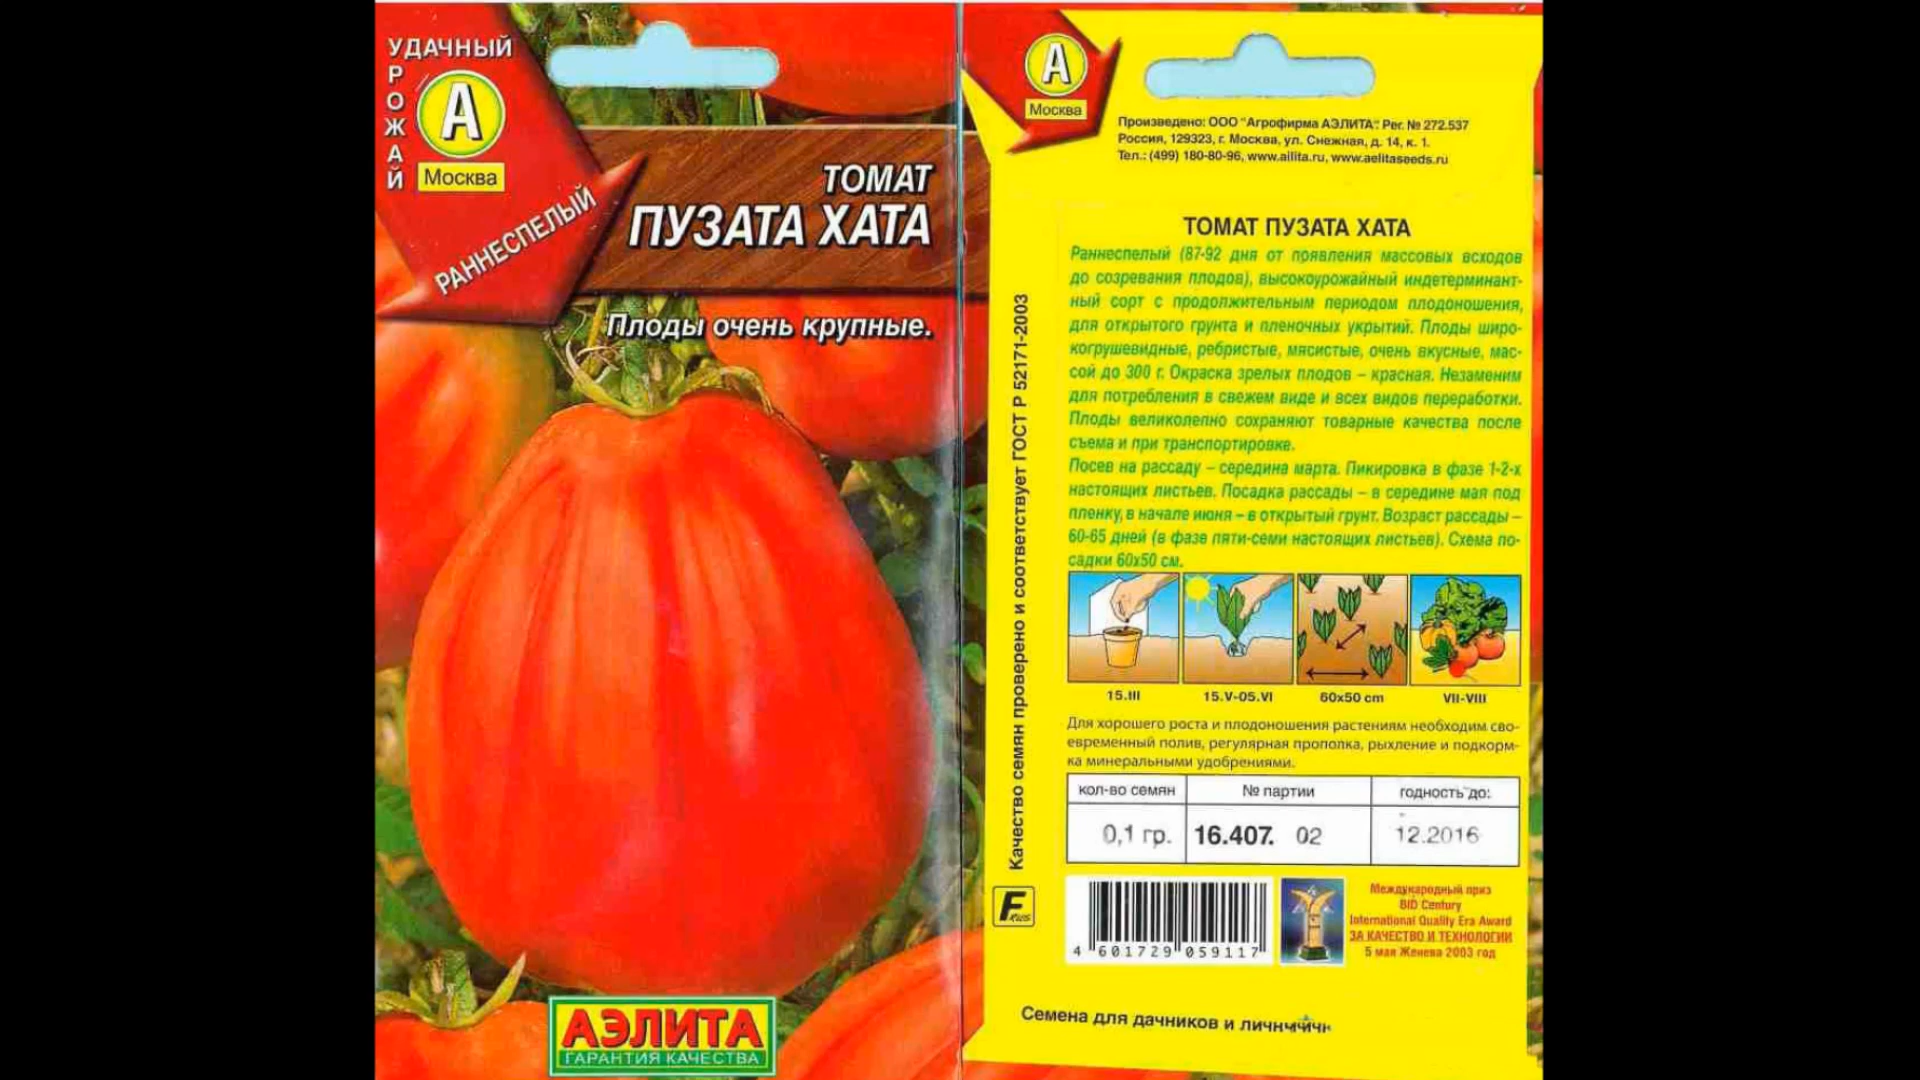 УДАЧНЫЙ
УРОЖАЙ
А
Москва
РАННЕСПЕЛЫЙ
ТОМАТ
ПУЗАТА ХАТА
Плоды очень крупные.
АЭЛИТА
ГАРАНТИЯ КАЧЕСТВА
А
Москва
Произведено: ООО "Агрофирма АЭЛИТА". Рег. № 272.537
Россия, 129323, г. Москва, ул. Снежная, д. 14, к. 1.
Тел.: (499) 180-80-96, www.ailita.ru, www.aelitaseeds.ru
ТОМАТ ПУЗАТА ХАТА
Раннеспелый (87-92 дня от появления массовых всходов
до созревания плодов), высокоурожайный индетерминант-
ный сорт с продолжительным периодом плодоношения,
для открытого грунта и пленочных укрытий. Плоды широ-
когрушевидные, ребристые, мясистые, очень вкусные, мас-
сой до 300 г. Окраска зрелых плодов – красная. Незаменим
для потребления в свежем виде и всех видов переработки.
Плоды великолепно сохраняют товарные качества после
съема и при транспортировке.
Посев на рассаду – середина марта. Пикировка в фазе 1-2-х
настоящих листьев. Посадка рассады – в середине мая под
пленку, в начале июня – в открытый грунт. Возраст рассады –
60-65 дней (в фазе пяти-семи настоящих листьев). Схема по-
садки 60х50 см.
15.III 15.V-05.VI 60x50 cm VII-VIII
Для хорошего роста и плодоношения растениям необходим сво-
евременный полив, регулярная прополка, рыхление и подкорм-
ка минеральными удобрениями.
кол-во семян № партии годность до:
0,1 гр. 16.407. 02 12.2016
Качество семян проверено и соответствует ГОСТ Р 52171-2003
F RUS
4 601729 059117
Международный приз
BID Century
International Quality Era Award
ЗА КАЧЕСТВО И ТЕХНОЛОГИИ
5 мая Женева 2003 год
Семена для дачников и